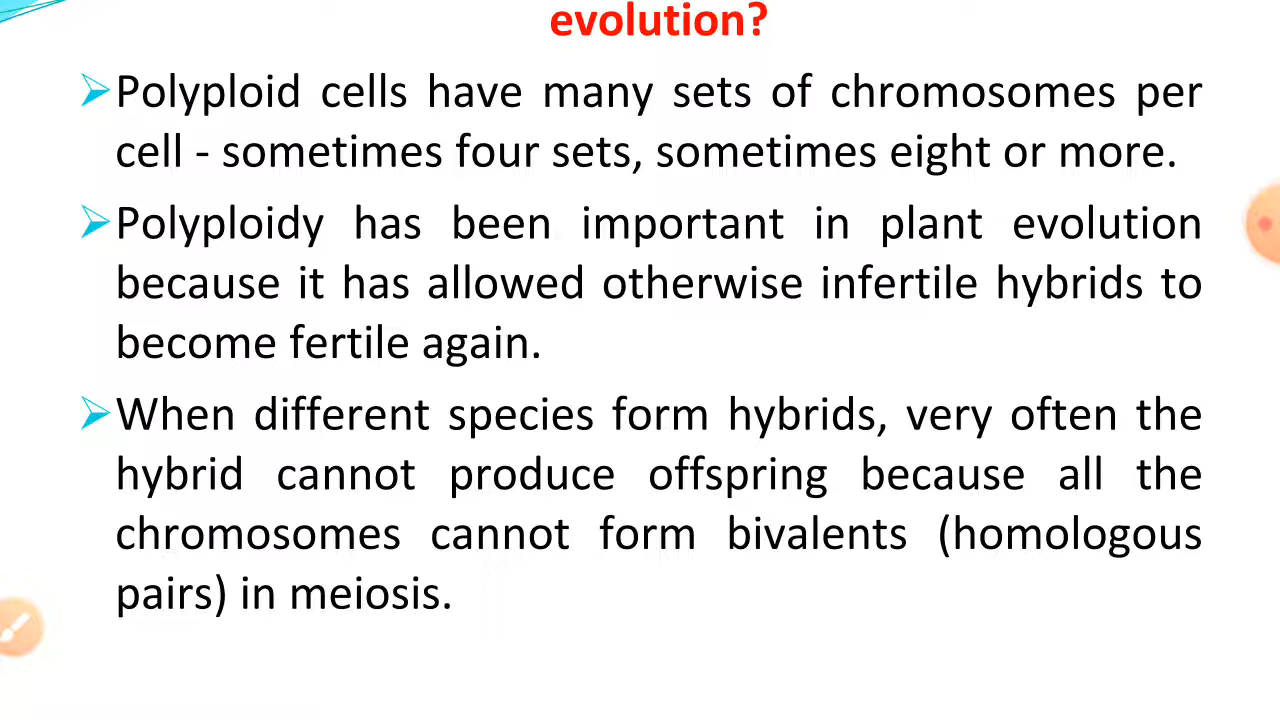 evolution?
Polyploid cells have many sets of chromosomes per
cell - sometimes four sets, sometimes eight or more.
Polyploidy has been important in plant evolution
because it has allowed otherwise infertile hybrids to
become fertile again.
When different species form hybrids, very often the
hybrid cannot produce offspring because all the
chromosomes cannot form bivalents (homologous
pairs) in meiosis.